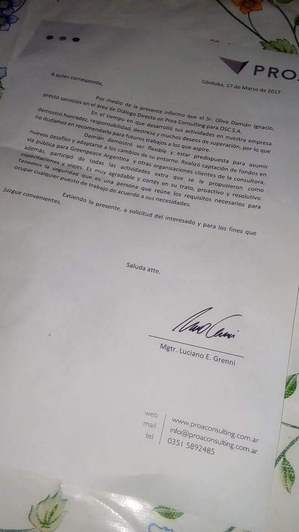 PROA
Córdoba, 17 de Marzo de 2017
A quien corresponda,
Por medio de la presente informo que el Sr. Oliva Damián Ignacio,
prestó servicios en el área de Diálogo Directo en Proa Consulting para DSC S.A.
En el tiempo en que desarrolló sus actividades en nuestra empresa
demostró honradez, responsabilidad, destreza y muchos deseos de superación, por lo que
no dudamos en recomendarlo para futuros trabajos a los que aspire.
Damián, demostró ser flexible y estar predispuesta para asumir
nuevos desafíos y adaptarse a los cambios de su entorno. Realizó captación de fondos en
vía pública para Greenpeace Argentina y otras organizaciones clientes de la consultora,
además, participó de todas las actividades extra que se le propusieron como
y viajes. Es muy agradable y cortés en su trato, proactivo y resolutivo.
Tenemos la seguridad que es una persona que reúne los requisitos necesarios para
ocupar cualquier puesto de trabajo de acuerdo a sus necesidades.
Extiendo la presente, a solicitud del interesado y para los fines que
juzgue convenientes.
Saluda atte.
Mgtr. Luciano E. Grenni
web www.proaconsulting.com.ar
mail info@proaconsulting.com.ar
tel 0351 5892485